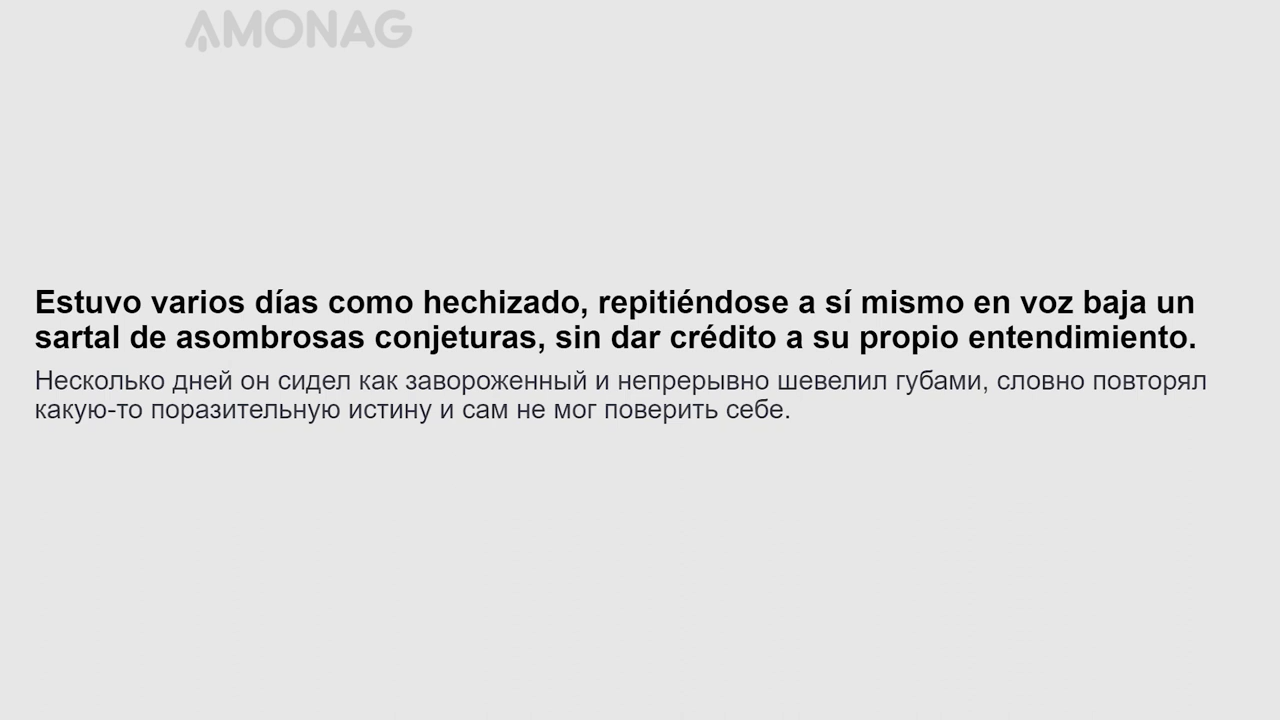 AMONAG
Estuvo varios días como hechizado, repitiéndose a sí mismo en voz baja un
sartal de asombrosas conjeturas, sin dar crédito a su propio entendimiento.
Несколько дней он сидел как завороженный и непрерывно шевелил губами, словно повторял
какую-то поразительную истину и сам не мог поверить себе.